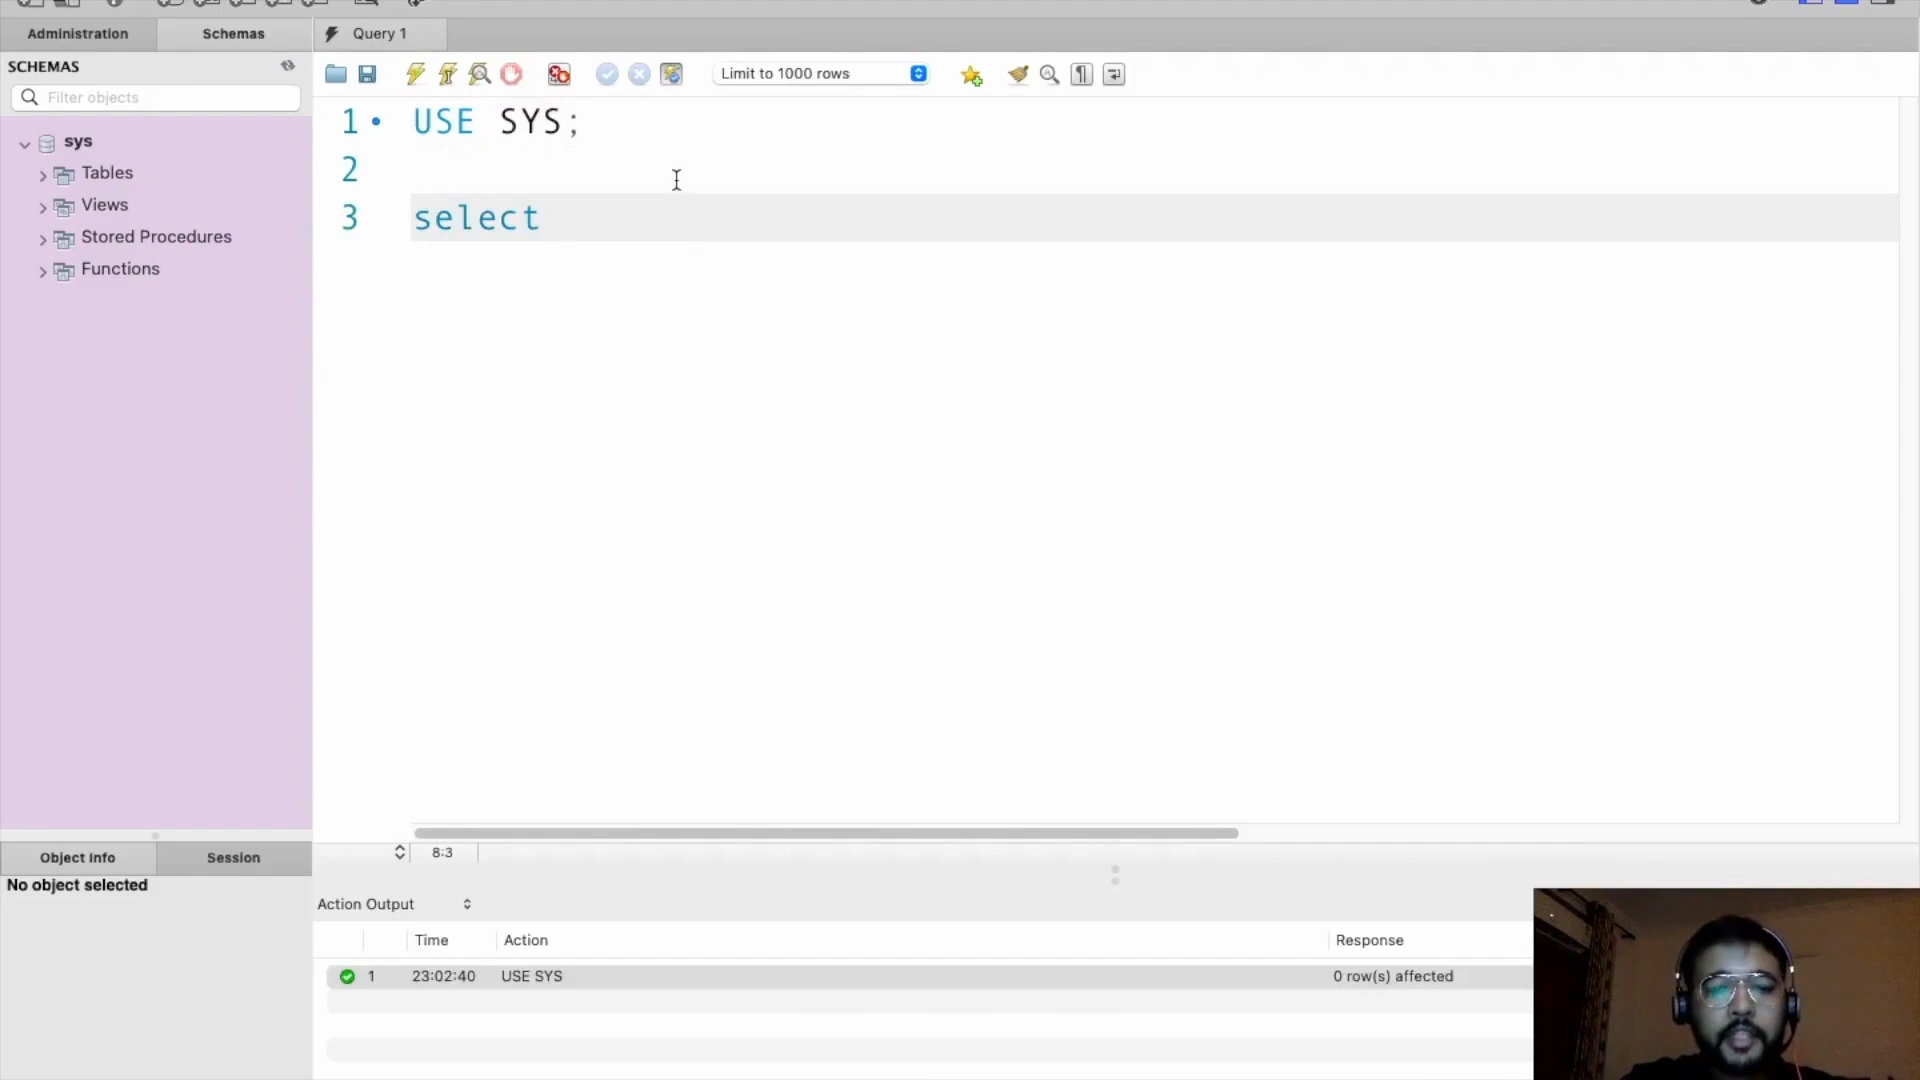 Administration
Schemas
Query 1
SCHEMAS
Filter objects
Limit to 1000 rows
1 USE SYS;
2
3 select
sys
Tables
Views
Stored Procedures
Functions
8:3
Object Info
Session
No object selected
Action Output
Time Action Response
1 23:02:40 USE SYS 0 row(s) affected